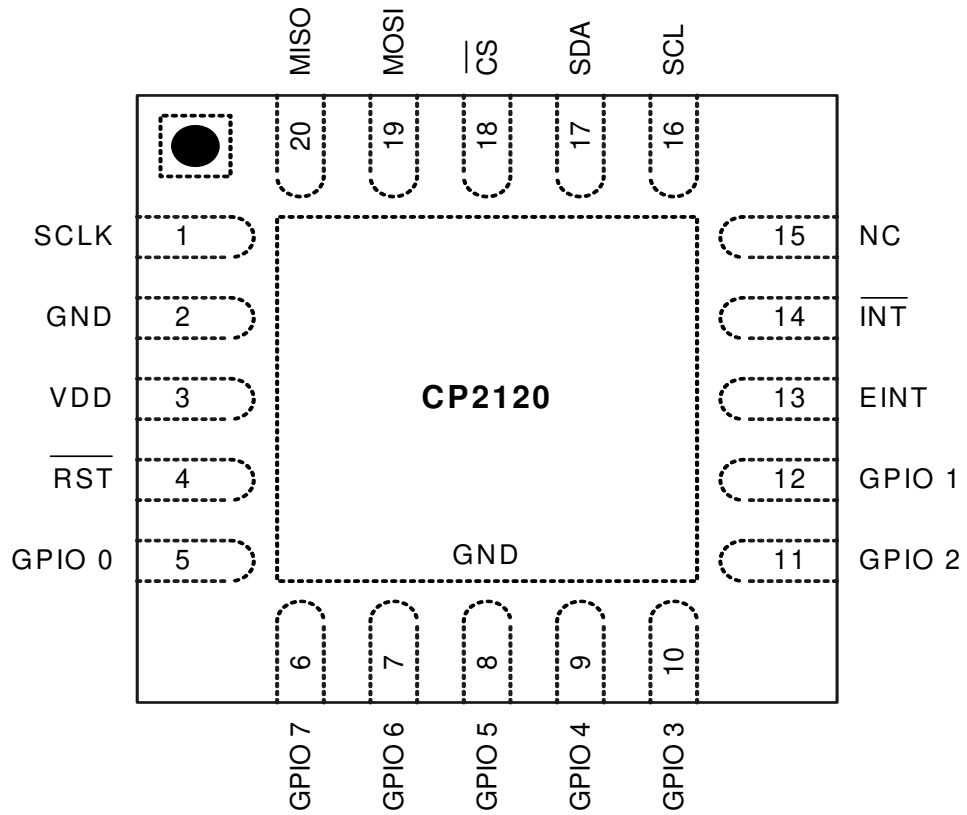 MISO
MOSI
CS
SDA
SCL
20
19
18
17
16
SCLK
1
15
NC
GND
2
14
INT
VDD
3
CP2120
13
EINT
RST
4
12
GPIO 1
GPIO 0
5
GND
11
GPIO 2
6
7
8
9
10
GPIO 7
GPIO 6
GPIO 5
GPIO 4
GPIO 3